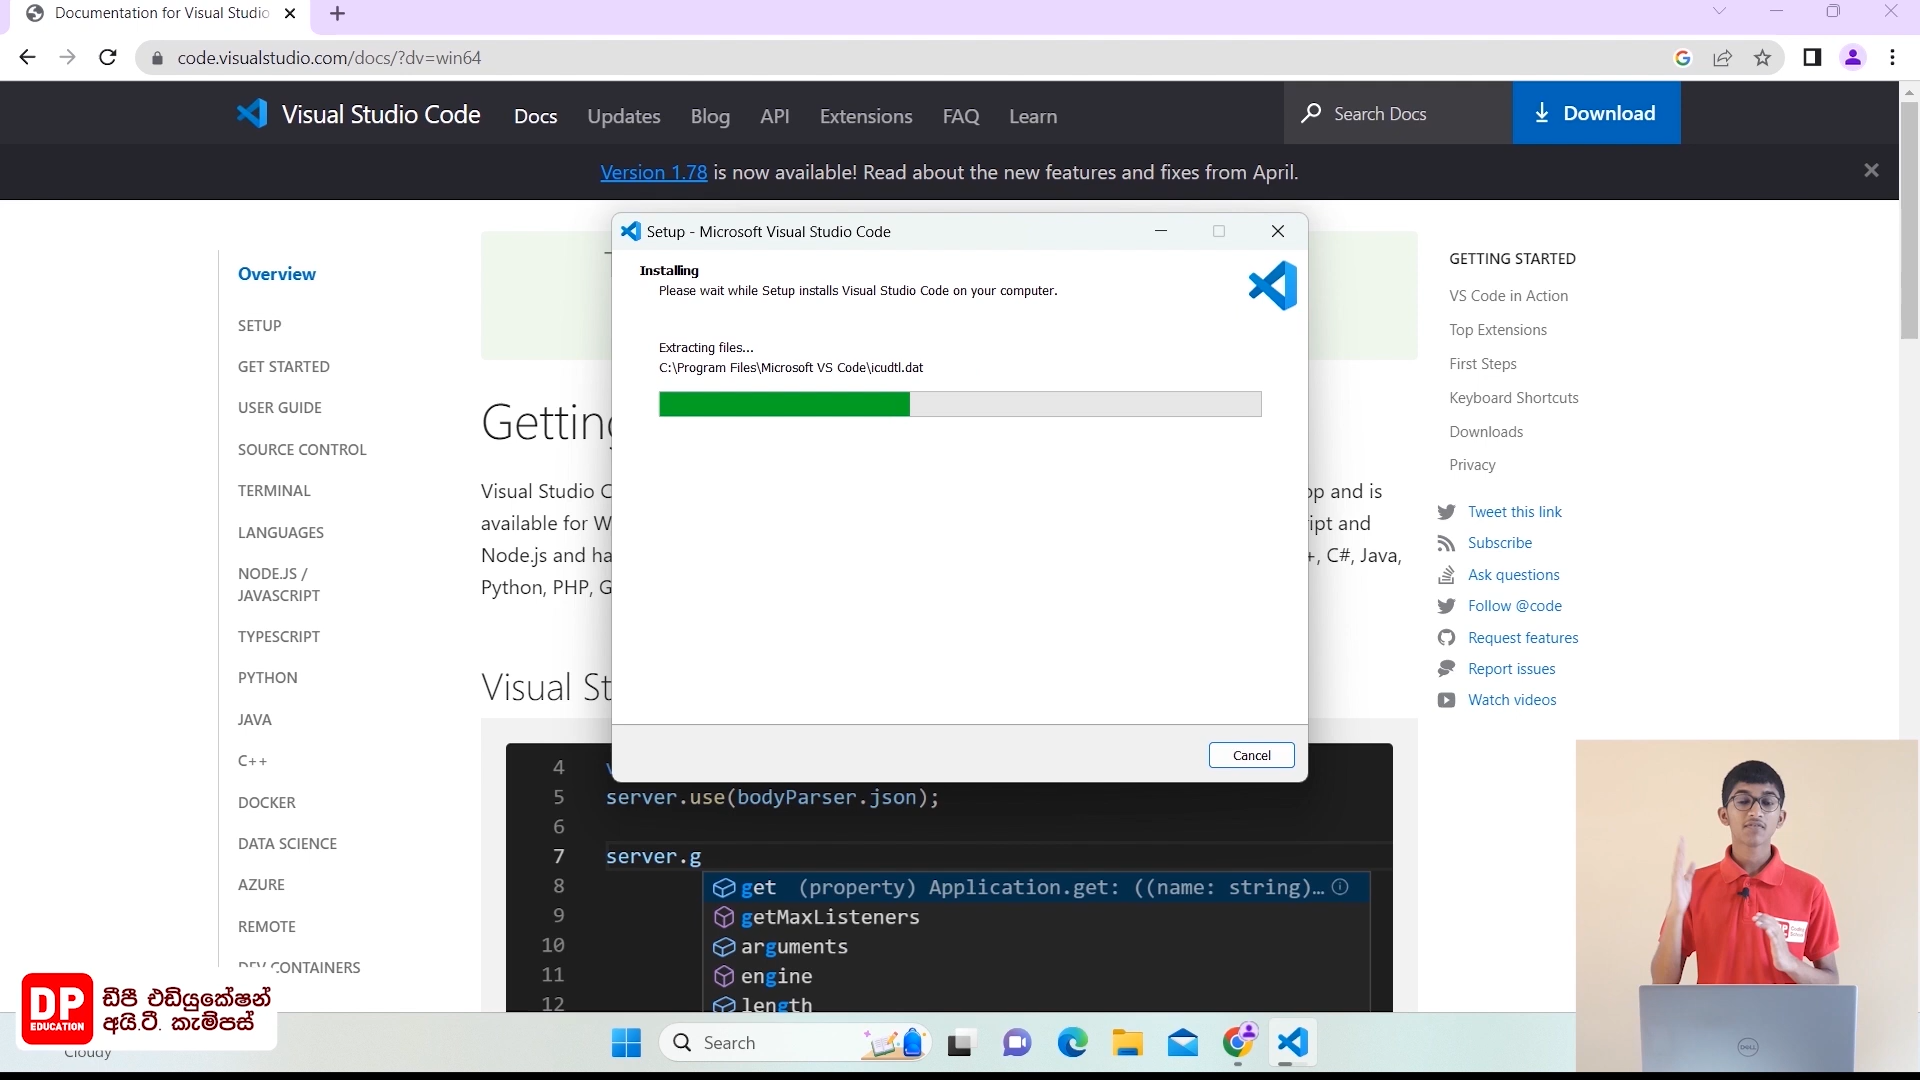 Documentation for Visual Studio
code.visualstudio.com/docs/?dv=win64
Visual Studio Code
Docs
Updates
Blog
API
Extensions
FAQ
Learn
Search Docs
Download
Version 1.78 is now available! Read about the new features and fixes from April.
Setup - Microsoft Visual Studio Code
Installing
Please wait while Setup installs Visual Studio Code on your computer.
Extracting files...
C:\Program Files\Microsoft VS Code\icudtl.dat
Cancel
Overview
SETUP
GET STARTED
USER GUIDE
SOURCE CONTROL
TERMINAL
LANGUAGES
NODE.JS /
JAVASCRIPT
TYPESCRIPT
PYTHON
JAVA
C++
DOCKER
DATA SCIENCE
AZURE
REMOTE
DEV CONTAINERS
Visual Studio
available for
op and is
Node.js and
and
Python, PHP,
C#, Java,
GETTING STARTED
VS Code in Action
Top Extensions
First Steps
Keyboard Shortcuts
Downloads
Privacy
Tweet this link
Subscribe
Ask questions
Follow @code
Request features
Report issues
Watch videos
4
5 server.use(bodyParser.json);
6
7 server.g
8 get (property) Application.get: ((name: string)…
9 getMaxListeners
10 arguments
11 engine
12 length
DP
EDUCATION
ඩීපී එඩියුකේෂන්
අයි.ටී. කැම්පස්
Cloudy
Search
DELL